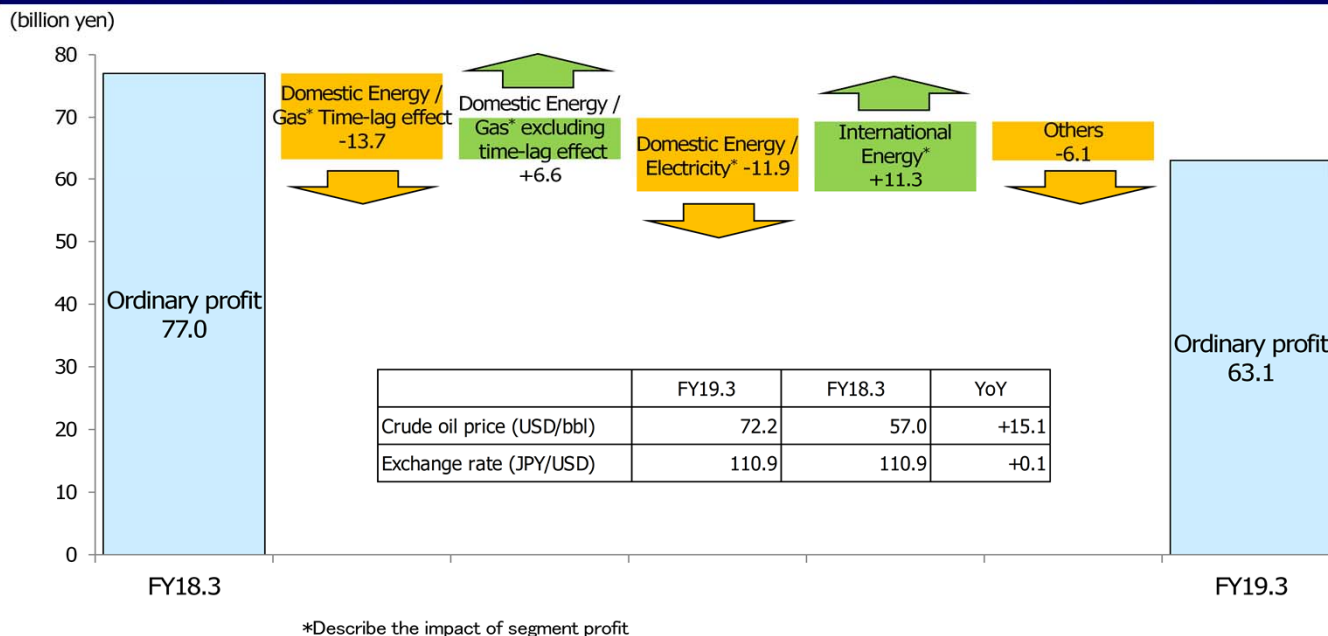 (billion yen)
80
70
60
50
40
30
20
10
0
Ordinary profit
77.0
Domestic Energy /
Gas* Time-lag effect
-13.7
Domestic Energy /
Gas* excluding
time-lag effect
+6.6
Domestic Energy /
Electricity* -11.9
International
Energy*
+11.3
Others
-6.1
Ordinary profit
63.1
FY19.3 FY18.3 YoY
Crude oil price (USD/bbl) 72.2 57.0 +15.1
Exchange rate (JPY/USD) 110.9 110.9 +0.1
FY18.3
FY19.3
*Describe the impact of segment profit